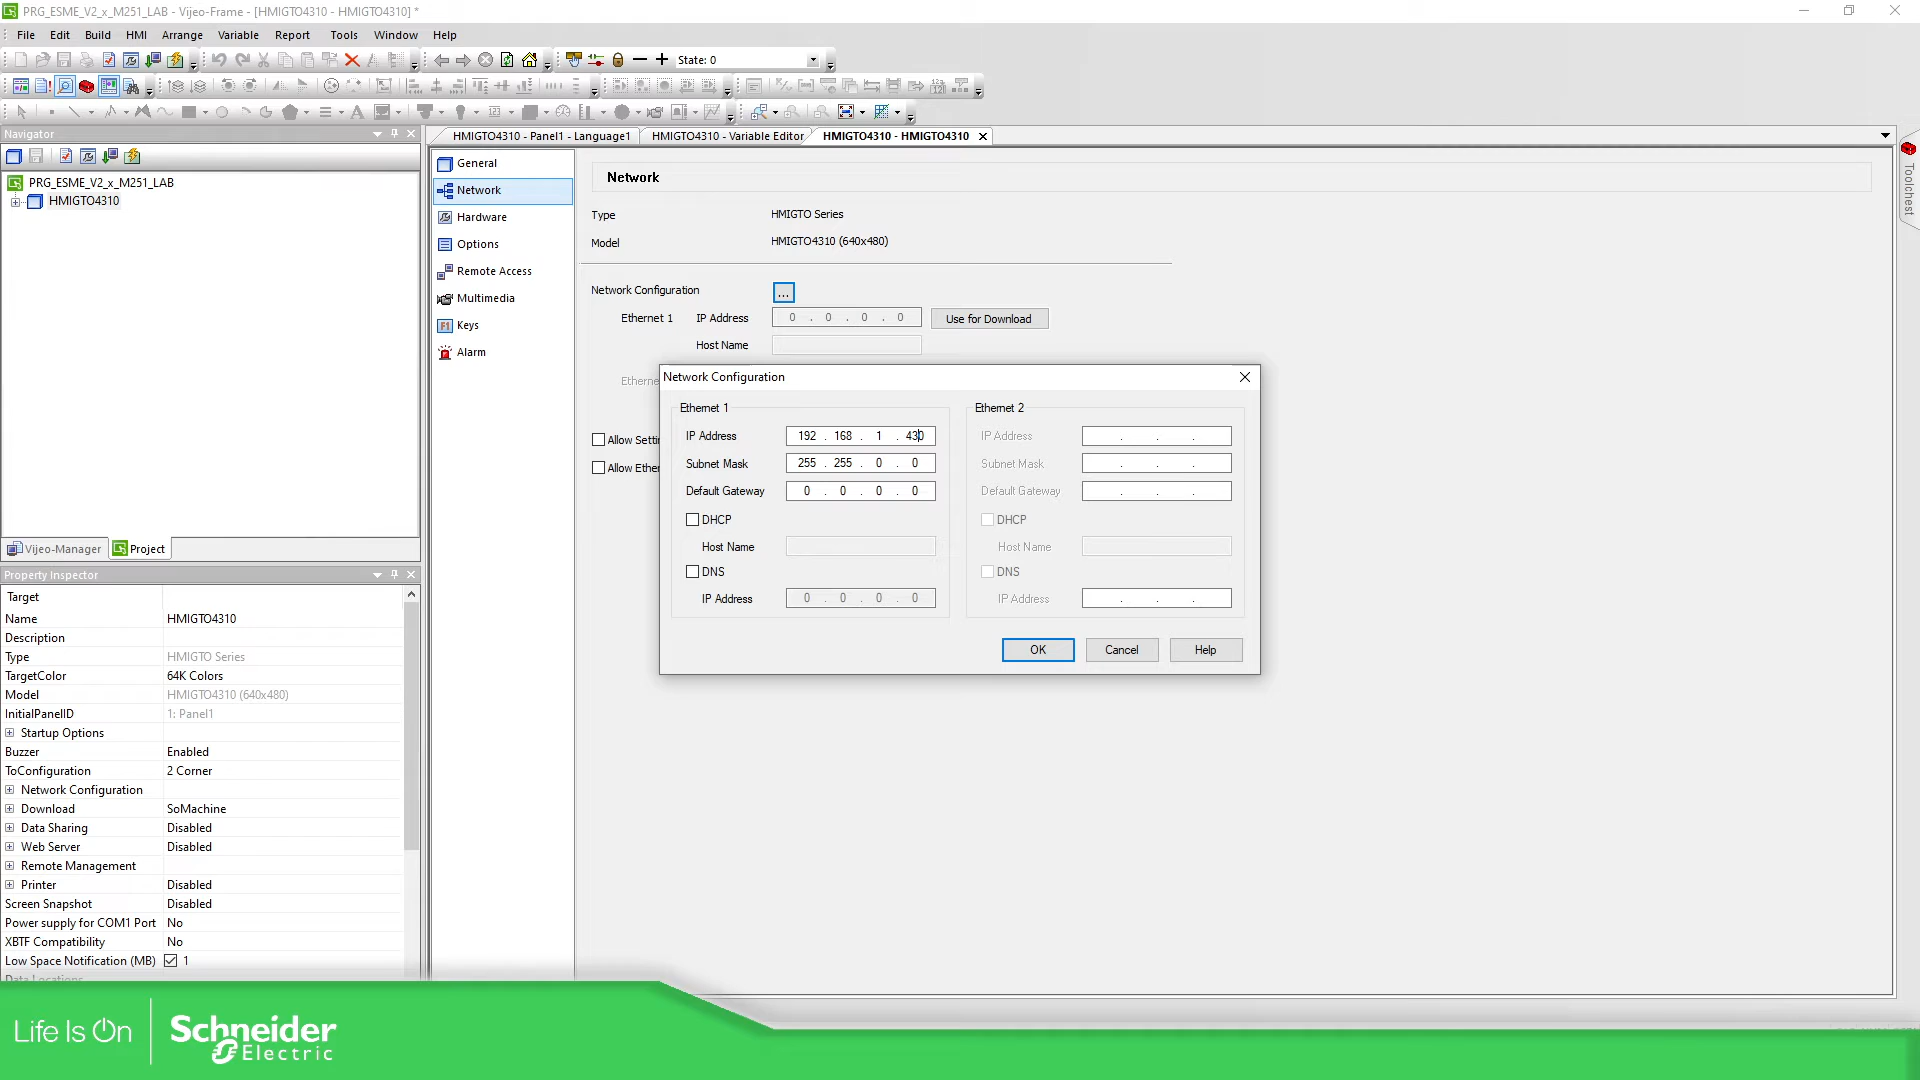 PRG_ESME_V2_x_M251_LAB - Vijeo-Frame - [HMIGTO4310 - HMIGTO4310] *
File Edit Build HMI Arrange Variable Report Tools Window Help
State: 0
Navigator
HMIGTO4310 - Panel1 - Language1
HMIGTO4310 - Variable Editor
HMIGTO4310 - HMIGTO4310
PRG_ESME_V2_x_M251_LAB
HMIGTO4310
Toolchest
General
Network
Hardware
Options
Remote Access
Multimedia
Keys
Alarm
Network
Type HMIGTO Series
Model HMIGTO4310 (640x480)
Network Configuration ...
Ethernet 1 IP Address 0 . 0 . 0 . 0 Use for Download
Host Name
Etherne
Allow Setti
Allow Ether
Network Configuration
Ethernet 1
IP Address 192 . 168 . 1 . 430
Subnet Mask 255 . 255 . 0 . 0
Default Gateway 0 . 0 . 0 . 0
DHCP
Host Name
DNS
IP Address 0 . 0 . 0 . 0
Ethernet 2
IP Address . . .
Subnet Mask . . .
Default Gateway . . .
DHCP
Host Name
DNS
IP Address . . .
OK Cancel Help
Vijeo-Manager Project
Property Inspector
Target
Name HMIGTO4310
Description
Type HMIGTO Series
TargetColor 64K Colors
Model HMIGTO4310 (640x480)
InitialPanelID 1: Panel1
Startup Options
Buzzer Enabled
ToConfiguration 2 Corner
Network Configuration
Download SoMachine
Data Sharing Disabled
Web Server Disabled
Remote Management
Printer Disabled
Screen Snapshot Disabled
Power supply for COM1 Port No
XBTF Compatibility No
Low Space Notification (MB) 1
Data Locations
Life Is On
Schneider
Electric